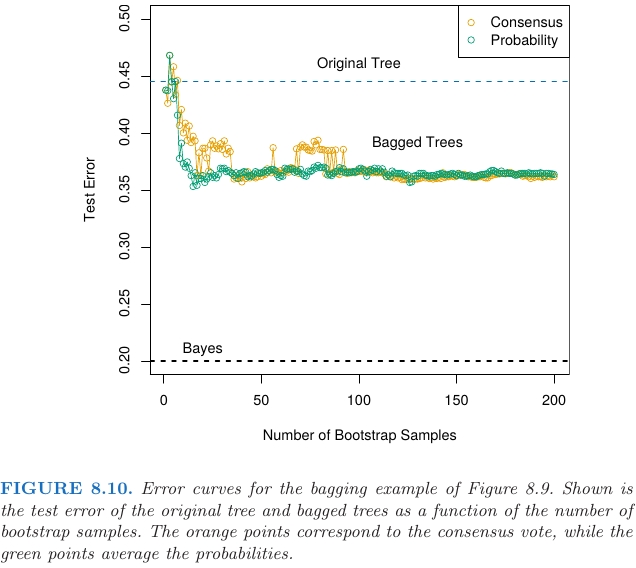 Consensus
Probability
Original Tree
Bagged Trees
Bayes
Test Error
0.50
0.45
0.40
0.35
0.30
0.25
0.20
0 50 100 150 200
Number of Bootstrap Samples
FIGURE 8.10. Error curves for the bagging example of Figure 8.9. Shown is
the test error of the original tree and bagged trees as a function of the number of
bootstrap samples. The orange points correspond to the consensus vote, while the
green points average the probabilities.